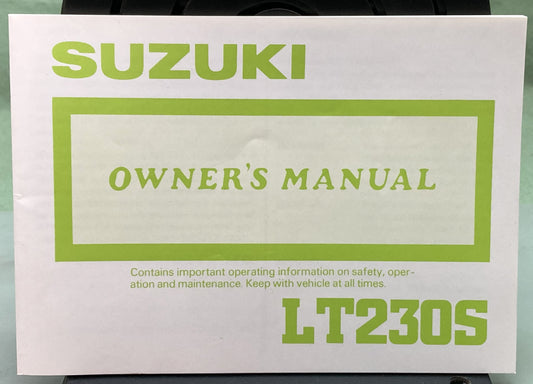 SUZUKI
OWNER'S MANUAL
Contains important operating information on safety, oper-
ation and maintenance. Keep with vehicle at all times.
LT230S